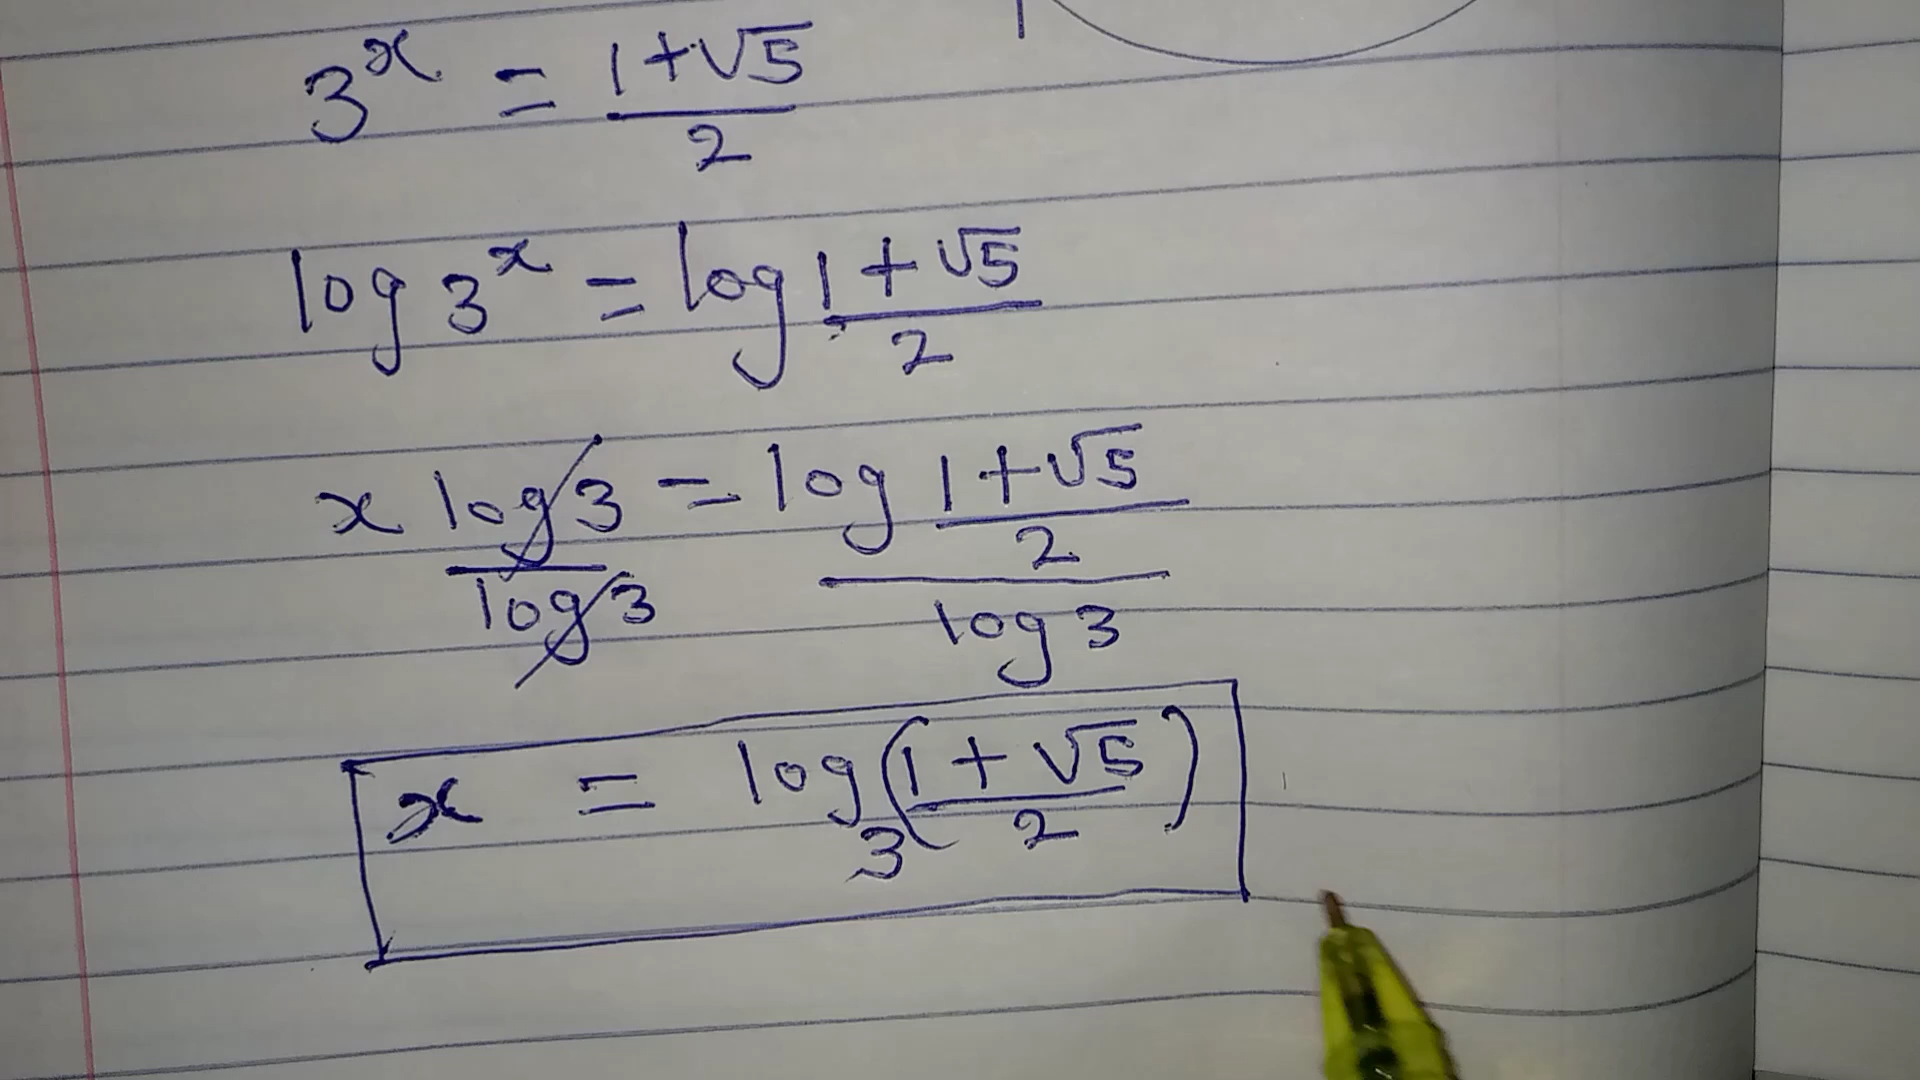 3^x = (1+√5)/2
log 3^x = log (1+√5)/2
x log3/log3 = log (1+√5)/2 / log 3
x = log_3 ((1+√5)/2)